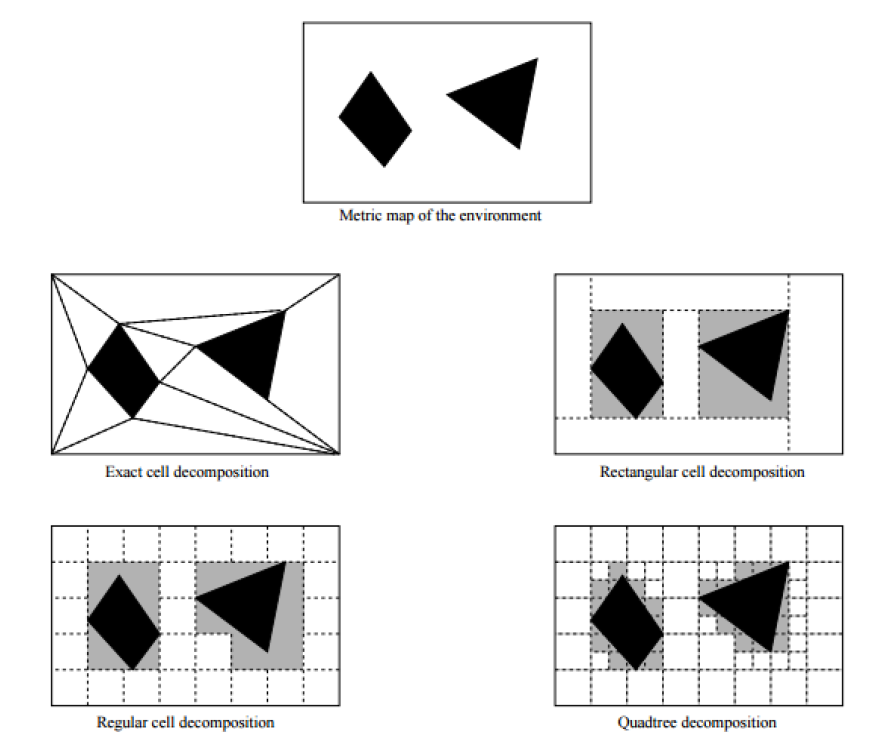 Metric map of the environment
Exact cell decomposition
Rectangular cell decomposition
Regular cell decomposition
Quadtree decomposition